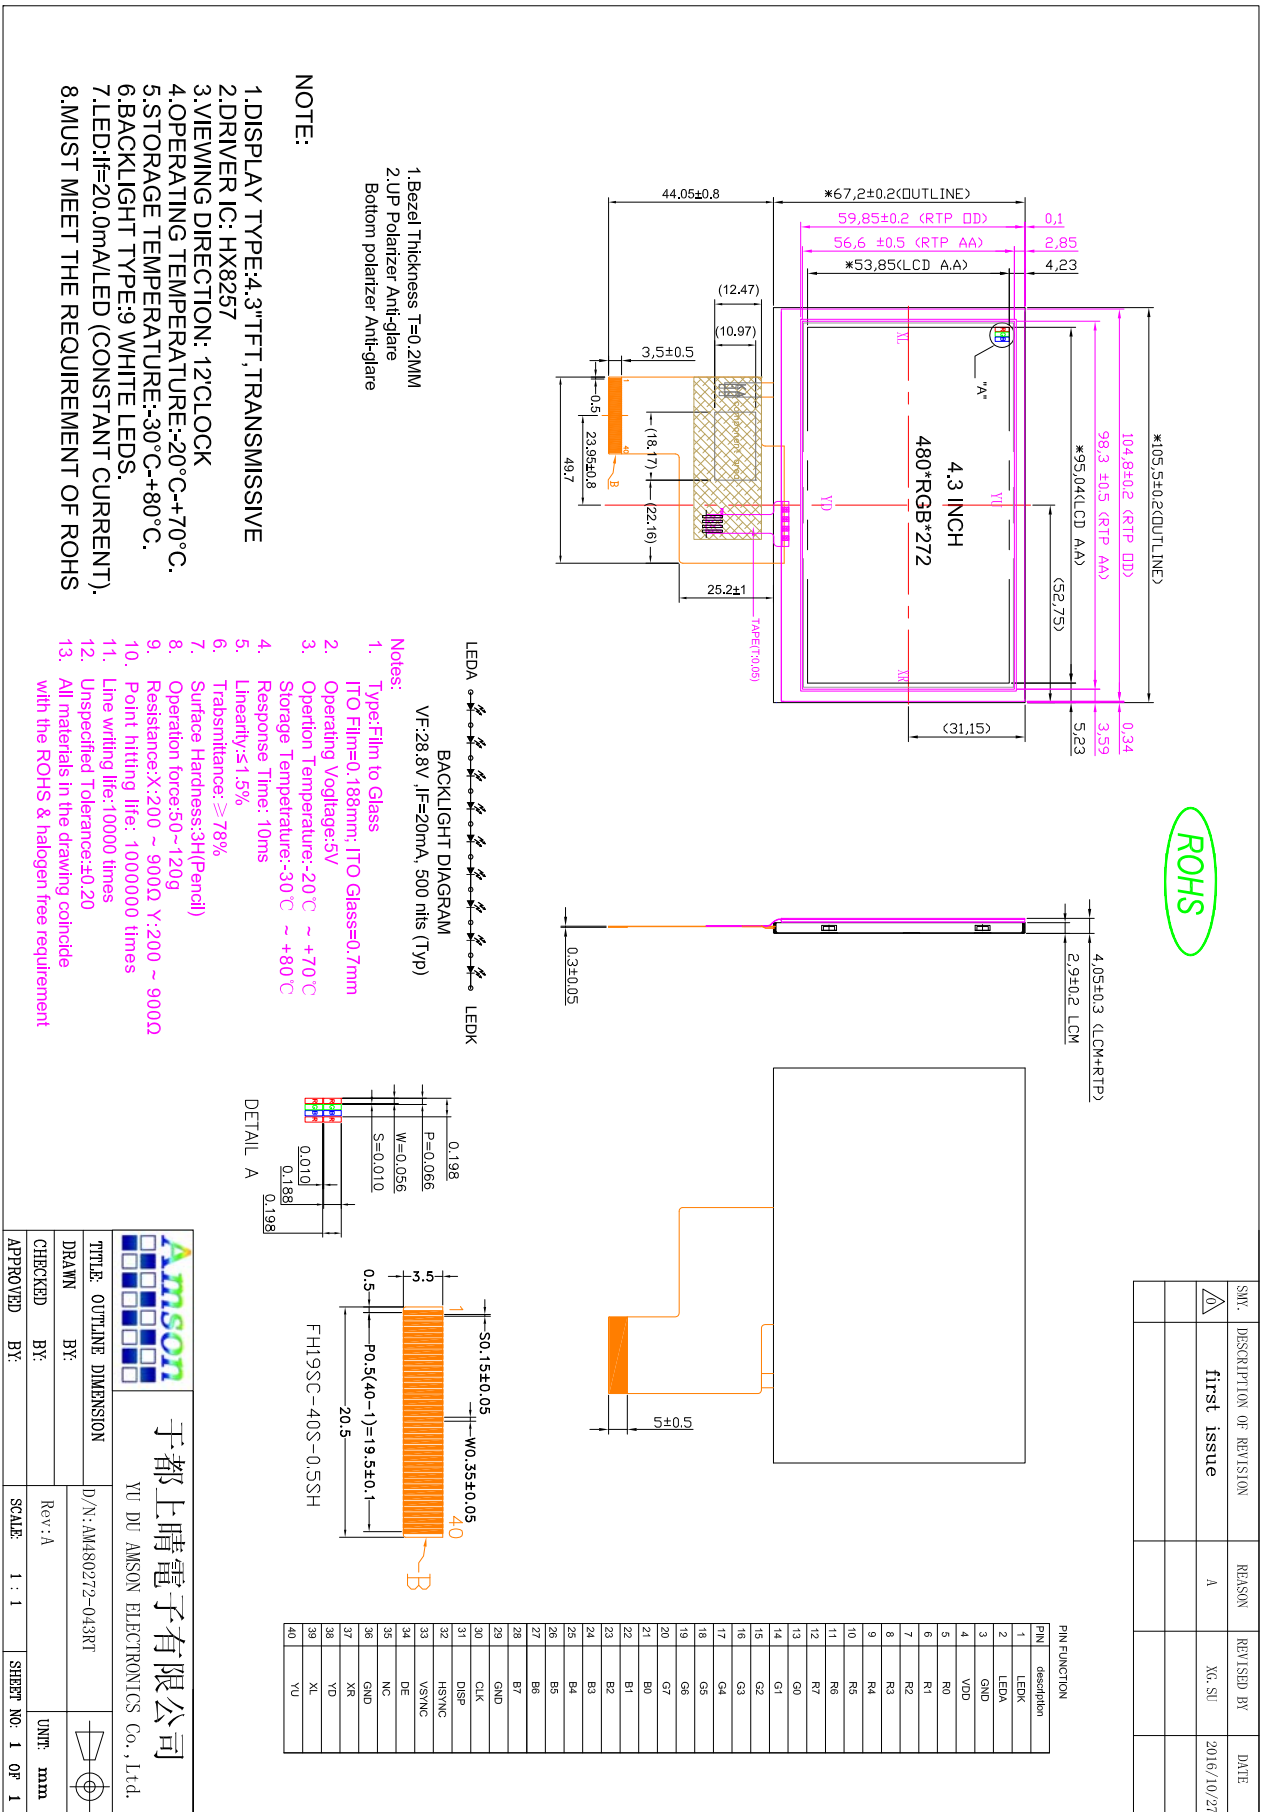 *105,5±0.2(OUTLINE)
104,8±0.2 (RTP OD)
98,3 ±0.5 (RTP AA)
*95,04(LCD A.A)
(52,75)
0,34
3,59
5,23
*67,2±0.2(OUTLINE)
59,85±0.2 (RTP OD)
56,6 ±0.5 (RTP AA)
*53,85(LCD A.A)
0,1
2,85
4,23
44.05±0.8
(12.47)
(10.97)
3,5±0.5
"A"
XL
YU
YD
XR
4.3 INCH
480*RGB*272
(31,15)
component area
1
40
B
0.5
23.95±0.8
49.7
(18.17)
(22.16)
25.2±1
TAPE(T:0.05)
ROHS
4,05±0.3 (LCM+RTP)
2,9±0.2 LCM
0.3±0.05
5±0.5
1.Bezel Thickness T=0.2MM
2.UP Polarizer Anti-glare
Bottom polarizer Anti-glare
NOTE:
1.DISPLAY TYPE:4.3"TFT,TRANSMISSIVE
2.DRIVER IC: HX8257
3.VIEWING DIRECTION: 12'CLOCK
4.OPERATING TEMPERATURE:-20°C-+70°C.
5.STORAGE TEMPERATURE:-30°C-+80°C.
6.BACKLIGHT TYPE:9 WHITE LEDS.
7.LED:If=20.0mA/LED (CONSTANT CURRENT).
8.MUST MEET THE REQUIREMENT OF ROHS
LEDA
LEDK
BACKLIGHT DIAGRAM
VF:28.8V ,IF=20mA, 500 nits (Typ)
Notes:
1. Type:Film to Glass
ITO Film=0.188mm; ITO Glass=0.7mm
2. Operating Vogltage:5V
3. Opertion Temperature:-20℃ ~ +70℃
Storage Tempetrature:-30℃ ~ +80℃
4. Response Time: 10ms
5. Linearity:≤1.5%
6. Trabsmittance: ≥78%
7. Surface Hardness:3H(Pencil)
8. Operation force:50~120g
9. Resistance:X:200 ~ 900Ω Y:200 ~ 900Ω
10. Point hitting life: 1000000 times
11. Line writing life:10000 times
12. Unspecified Tolerance:±0.20
13. All materials in the drawing coincide
with the ROHS & halogen free requirement
0.198
P=0.066
W=0.056
S=0.010
R G B R
R G B R
0.010
0.188
0.198
DETAIL A
S0.15±0.05
W0.35±0.05
1
40
B
3.5
0.5
P0.5(40-1)=19.5±0.1
20.5
FH19SC-40S-0.5SH
SMY. DESCRIPTION OF REVISION REASON REVISED BY DATE
0 first issue A XG. SU 2016/10/27
PIN FUNCTION
PIN description
1 LEDK
2 LEDA
3 GND
4 VDD
5 R0
6 R1
7 R2
8 R3
9 R4
10 R5
11 R6
12 R7
13 G0
14 G1
15 G2
16 G3
17 G4
18 G5
19 G6
20 G7
21 B0
22 B1
23 B2
24 B3
25 B4
26 B5
27 B6
28 B7
29 GND
30 CLK
31 DISP
32 HSYNC
33 VSYNC
34 DE
35 NC
36 GND
37 XR
38 YD
39 XL
40 YU
Amson
于都上晴電子有限公司
YU DU AMSON ELECTRONICS Co., Ltd.
TITLE: OUTLINE DIMENSION
D/N:AM480272-043RT
DRAWN BY:
Rev:A
CHECKED BY:
UNIT: mm
APPROVED BY:
SCALE: 1 : 1
SHEET NO: 1 OF 1